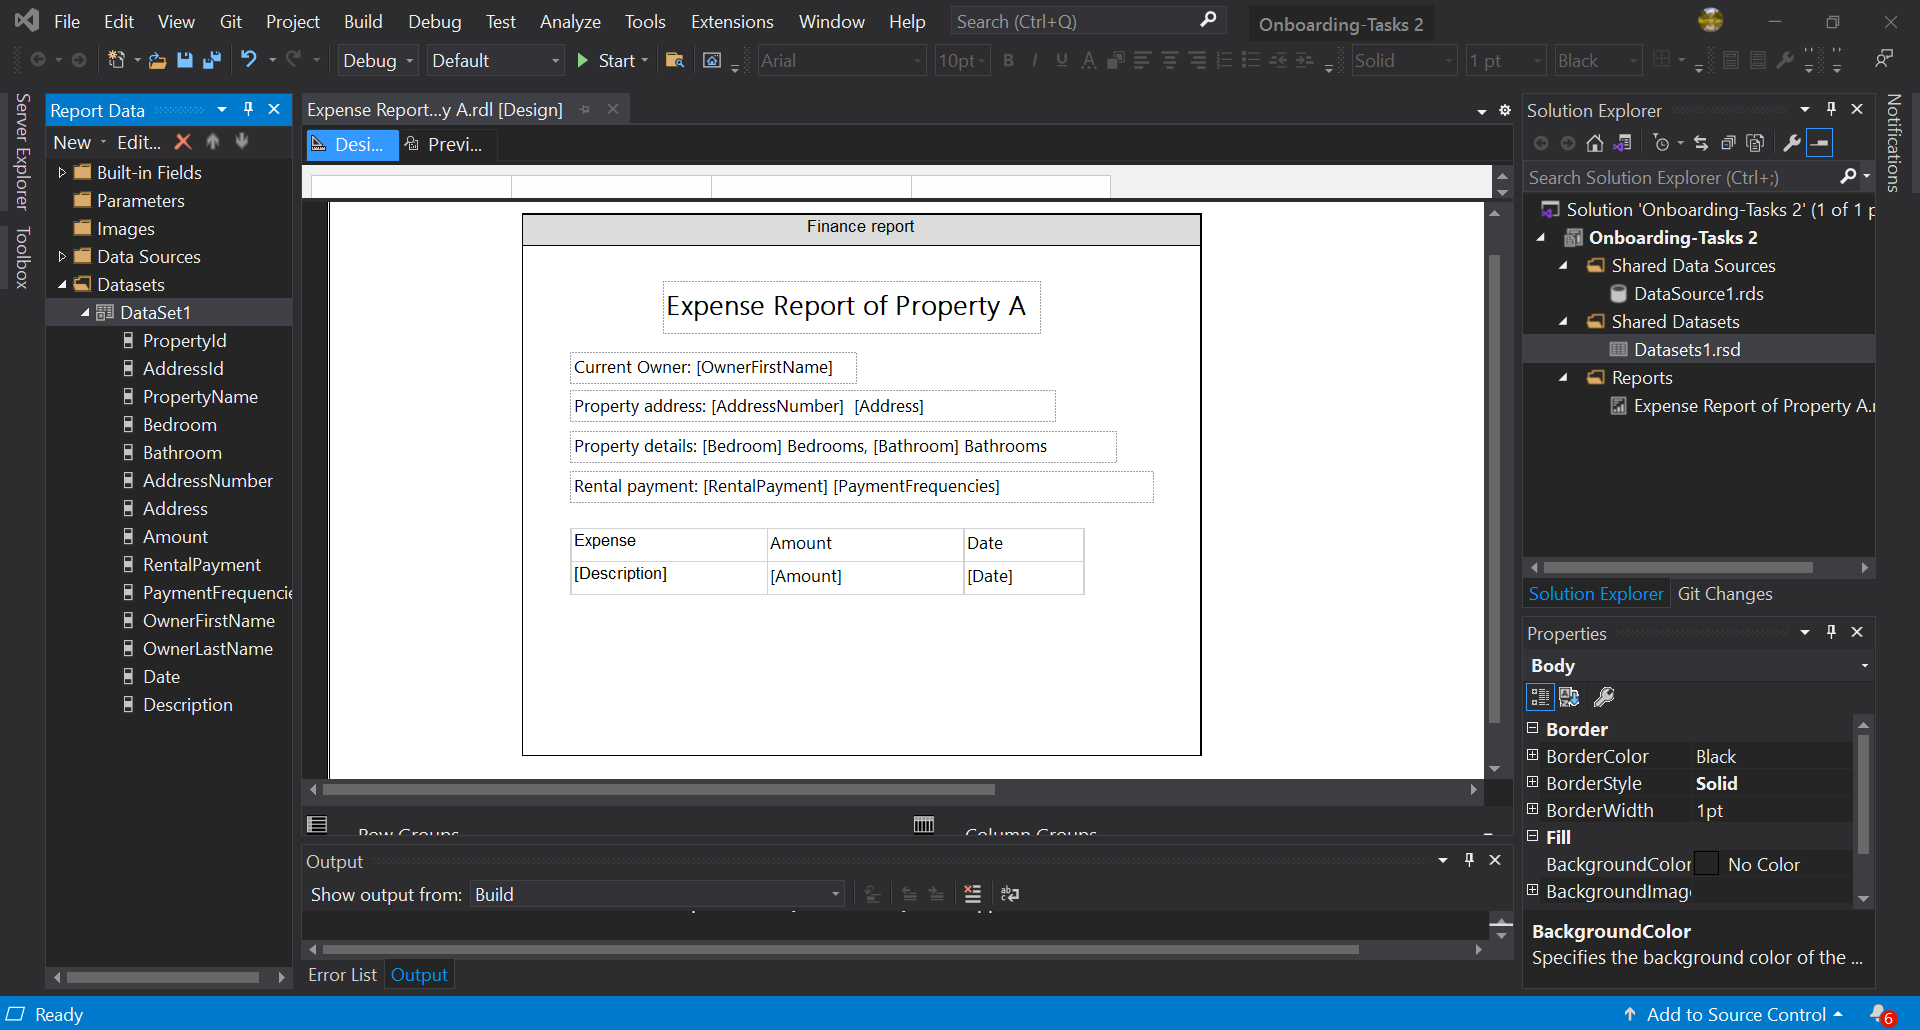 File Edit View Git Project Build Debug Test Analyze Tools Extensions Window Help Search (Ctrl+Q) Onboarding-Tasks 2
Debug Default Start Arial 10pt B I U A Solid 1 pt Black
Server Explorer
Toolbox
Report Data
New Edit...
Built-in Fields
Parameters
Images
Data Sources
Datasets
DataSet1
PropertyId
AddressId
PropertyName
Bedroom
Bathroom
AddressNumber
Address
Amount
RentalPayment
PaymentFrequencie
OwnerFirstName
OwnerLastName
Date
Description
Expense Report...y A.rdl [Design]
Desi... Previ...
Finance report
Expense Report of Property A
Current Owner: [OwnerFirstName]
Property address: [AddressNumber] [Address]
Property details: [Bedroom] Bedrooms, [Bathroom] Bathrooms
Rental payment: [RentalPayment] [PaymentFrequencies]
Expense Amount Date
[Description] [Amount] [Date]
Row Groups Column Groups
Output
Show output from: Build
Error List Output
Solution Explorer
Search Solution Explorer (Ctrl+;)
Solution 'Onboarding-Tasks 2' (1 of 1 p
Onboarding-Tasks 2
Shared Data Sources
DataSource1.rds
Shared Datasets
Datasets1.rsd
Reports
Expense Report of Property A.r
Solution Explorer Git Changes
Properties
Body
Border
BorderColor Black
BorderStyle Solid
BorderWidth 1pt
Fill
BackgroundColor No Color
BackgroundImag
BackgroundColor
Specifies the background color of the ...
Notifications
Ready
Add to Source Control 6